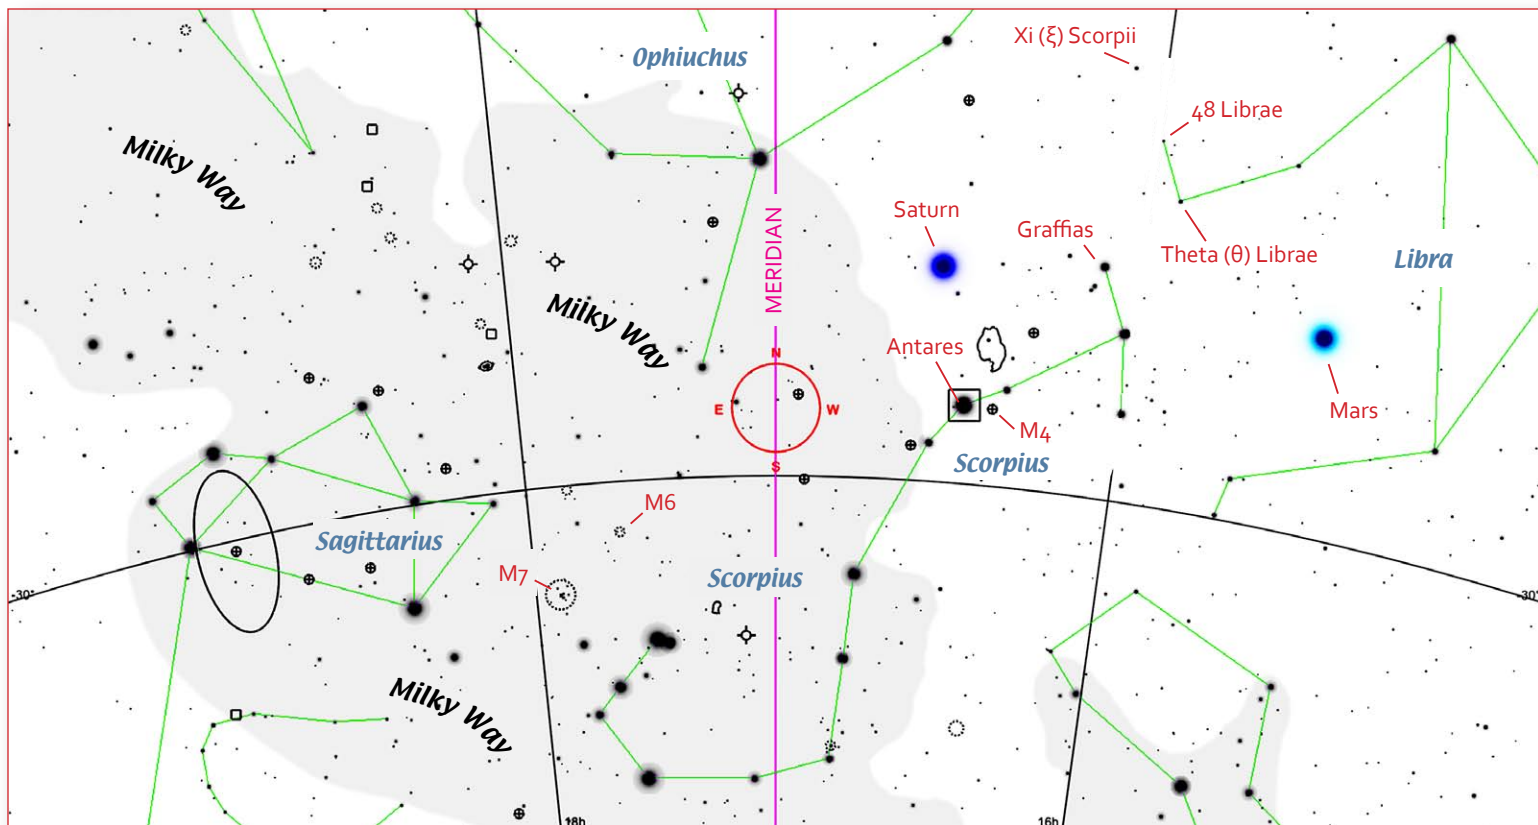 Ophiuchus
Xi (ξ) Scorpii
48 Librae
Milky Way
Saturn
Graffias
MERIDIAN
Theta (θ) Librae
Libra
Milky Way
Antares
N
E
W
S
Mars
M4
Scorpius
M6
Sagittarius
M7
Scorpius
-30°
-30°
Milky Way
18h
16h